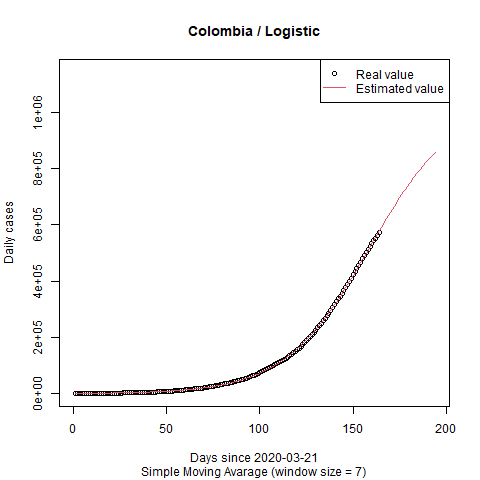 Colombia / Logistic
Real value
Estimated value
1e+06
8e+05
6e+05
4e+05
2e+05
0e+00
Daily cases
0 50 100 150 200
Days since 2020-03-21
Simple Moving Avarage (window size = 7)